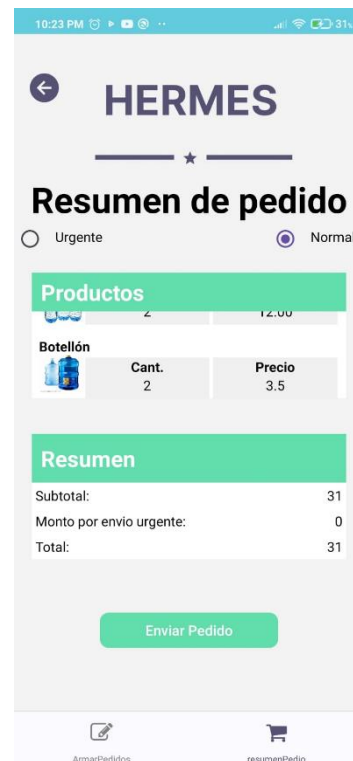 10:23 PM 31%
HERMES
Resumen de pedido
Urgente Normal
Productos
2 12.00
Botellón
Cant. Precio
2 3.5
Resumen
Subtotal: 31
Monto por envio urgente: 0
Total: 31
Enviar Pedido
ArmarPedidos resumenPedio